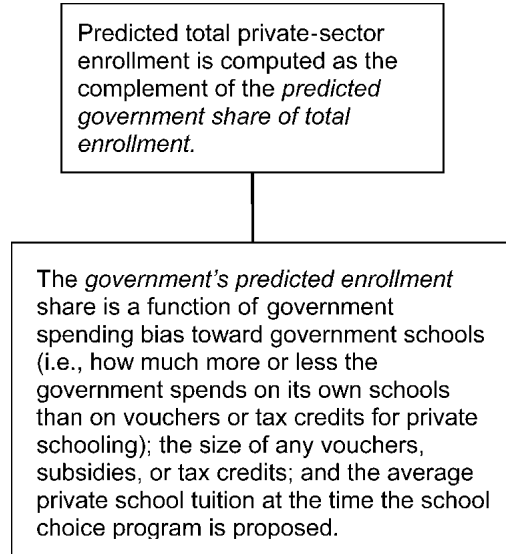 Predicted total private-sector
enrollment is computed as the
complement of the predicted
government share of total
enrollment.
The government's predicted enrollment
share is a function of government
spending bias toward government schools
(i.e., how much more or less the
government spends on its own schools
than on vouchers or tax credits for private
schooling); the size of any vouchers,
subsidies, or tax credits; and the average
private school tuition at the time the school
choice program is proposed.